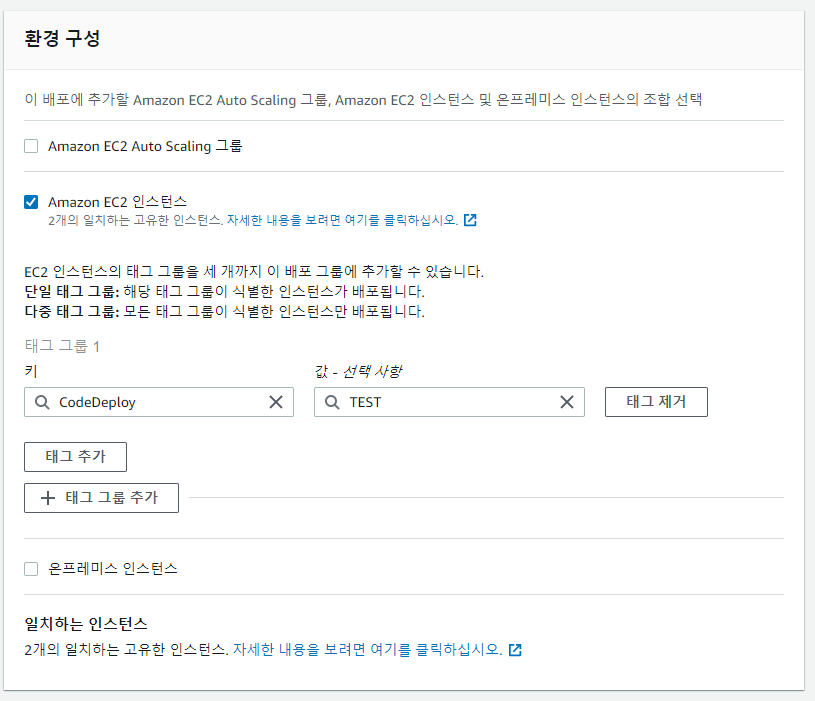 환경 구성
이 배포에 추가할 Amazon EC2 Auto Scaling 그룹, Amazon EC2 인스턴스 및 온프레미스 인스턴스의 조합 선택
Amazon EC2 Auto Scaling 그룹
Amazon EC2 인스턴스
2개의 일치하는 고유한 인스턴스. 자세한 내용을 보려면 여기를 클릭하십시오.
EC2 인스턴스의 태그 그룹을 세 개까지 이 배포 그룹에 추가할 수 있습니다.
단일 태그 그룹: 해당 태그 그룹이 식별한 인스턴스가 배포됩니다.
다중 태그 그룹: 모든 태그 그룹이 식별한 인스턴스만 배포됩니다.
태그 그룹 1
키 값 - 선택 사항
CodeDeploy TEST 태그 제거
태그 추가
태그 그룹 추가
온프레미스 인스턴스
일치하는 인스턴스
2개의 일치하는 고유한 인스턴스. 자세한 내용을 보려면 여기를 클릭하십시오.